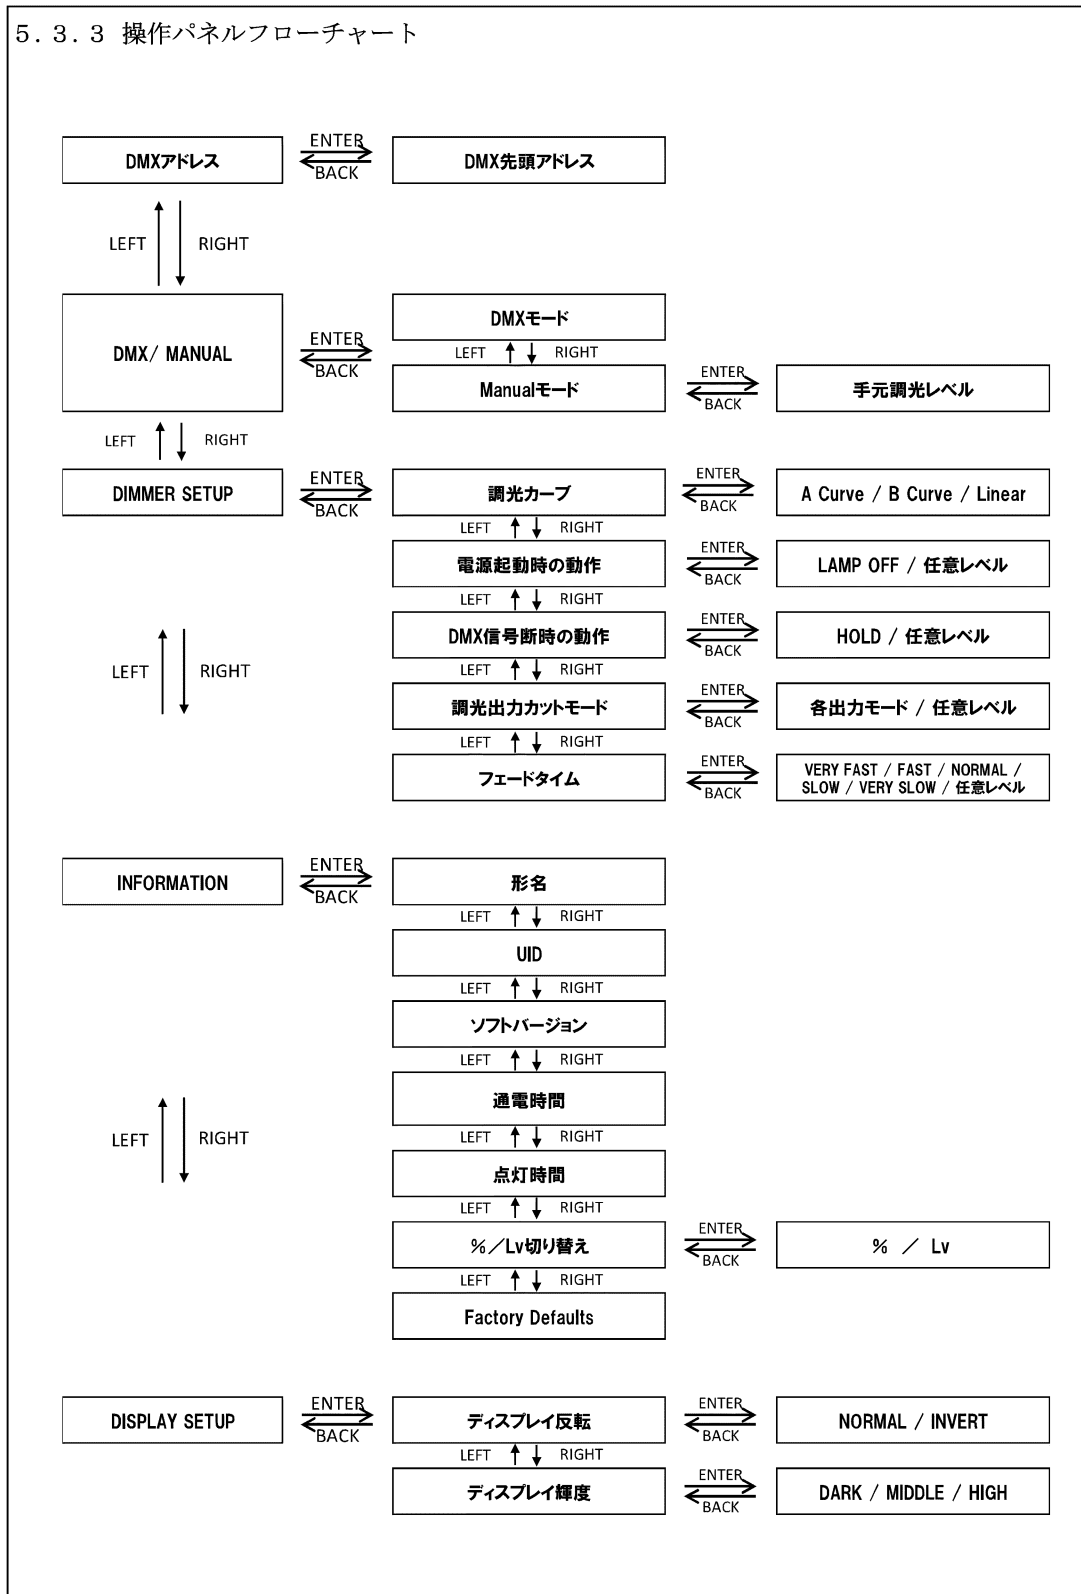 5.3.3 操作パネルフローチャート
DMXアドレス
ENTER
BACK
DMX先頭アドレス
LEFT
RIGHT
DMX/ MANUAL
ENTER
BACK
DMXモード
LEFT
RIGHT
Manualモード
ENTER
BACK
手元調光レベル
LEFT
RIGHT
DIMMER SETUP
ENTER
BACK
調光カーブ
ENTER
BACK
A Curve / B Curve / Linear
LEFT
RIGHT
電源起動時の動作
ENTER
BACK
LAMP OFF / 任意レベル
LEFT
RIGHT
DMX信号断時の動作
ENTER
BACK
HOLD / 任意レベル
LEFT
RIGHT
調光出力カットモード
ENTER
BACK
各出力モード / 任意レベル
LEFT
RIGHT
フェードタイム
ENTER
BACK
VERY FAST / FAST / NORMAL /
SLOW / VERY SLOW / 任意レベル
LEFT
RIGHT
INFORMATION
ENTER
BACK
形名
LEFT
RIGHT
UID
LEFT
RIGHT
ソフトバージョン
LEFT
RIGHT
通電時間
LEFT
RIGHT
点灯時間
LEFT
RIGHT
%/Lv切り替え
ENTER
BACK
% / Lv
LEFT
RIGHT
Factory Defaults
LEFT
RIGHT
DISPLAY SETUP
ENTER
BACK
ディスプレイ反転
ENTER
BACK
NORMAL / INVERT
LEFT
RIGHT
ディスプレイ輝度
ENTER
BACK
DARK / MIDDLE / HIGH